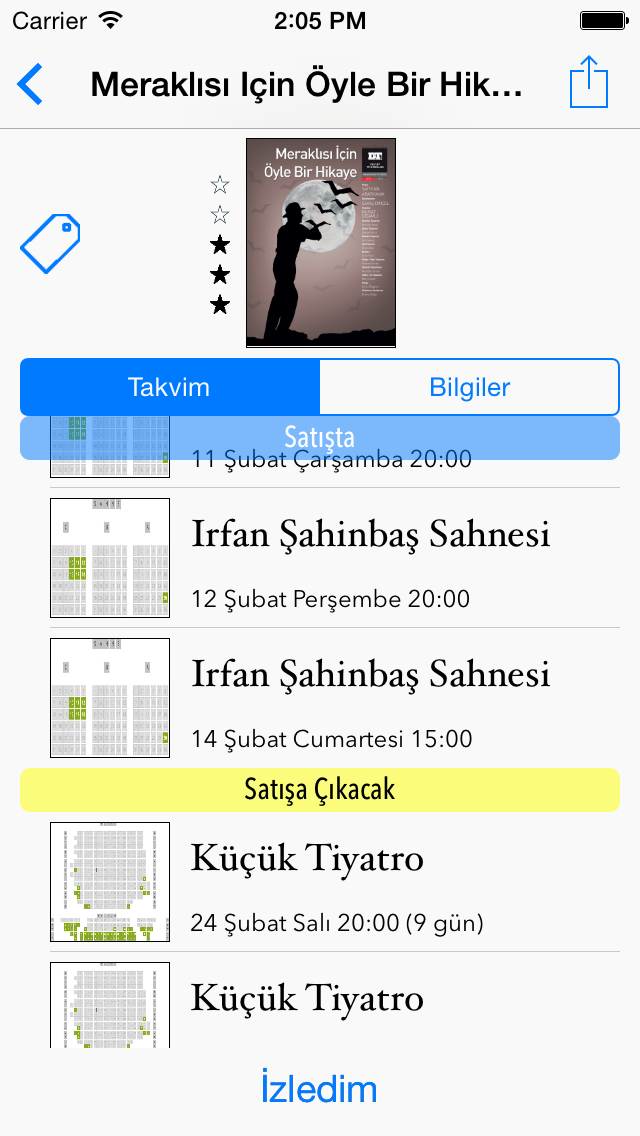 Carrier 2:05 PM
Meraklısı Için Öyle Bir Hik...
Meraklısı İçin
Öyle Bir Hikaye
DT
Takvim Bilgiler
Satışta
11 Şubat Çarşamba 20:00
Irfan Şahinbaş Sahnesi
12 Şubat Perşembe 20:00
Irfan Şahinbaş Sahnesi
14 Şubat Cumartesi 15:00
Satışa Çıkacak
Küçük Tiyatro
24 Şubat Salı 20:00 (9 gün)
Küçük Tiyatro
İzledim